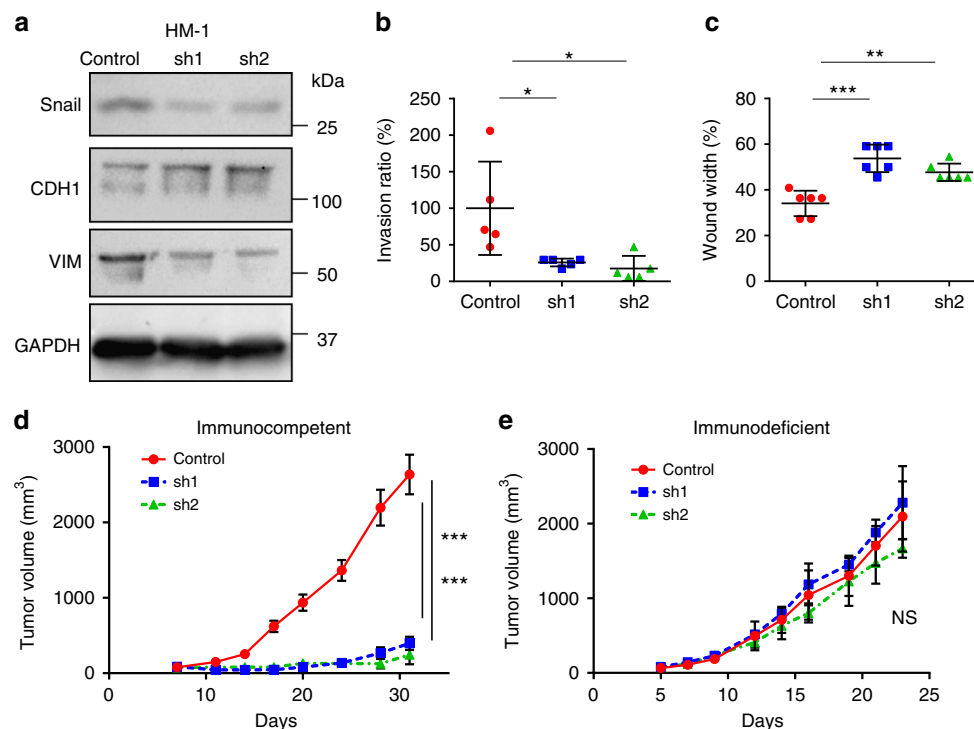 a
HM-1
Control sh1 sh2
kDa
Snail
25
CDH1
100
VIM
50
GAPDH
37
b
*
*
Invasion ratio (%)
250
200
150
100
50
0
Control sh1 sh2
c
**
***
Wound width (%)
80
60
40
20
0
Control sh1 sh2
d
Immunocompetent
Control
sh1
sh2
Tumor volume (mm³)
3000
2000
1000
0
***
***
0 10 20 30
Days
e
Immunodeficient
Control
sh1
sh2
Tumor volume (mm³)
3000
2000
1000
0
NS
0 5 10 15 20 25
Days